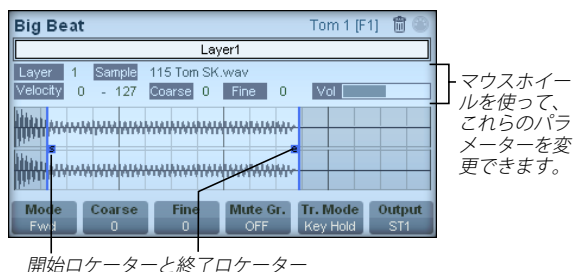 Big Beat Tom 1 [F1]
Layer1
Layer 1 Sample 115 Tom SK.wav
Velocity 0 - 127 Coarse 0 Fine 0 Vol
マウスホイー
ルを使って、
これらのパラ
メーターを変
更できます。
Mode Coarse Fine Mute Gr. Tr. Mode Output
Fwd 0 0 OFF Key Hold ST1
開始ロケーターと終了ロケーター